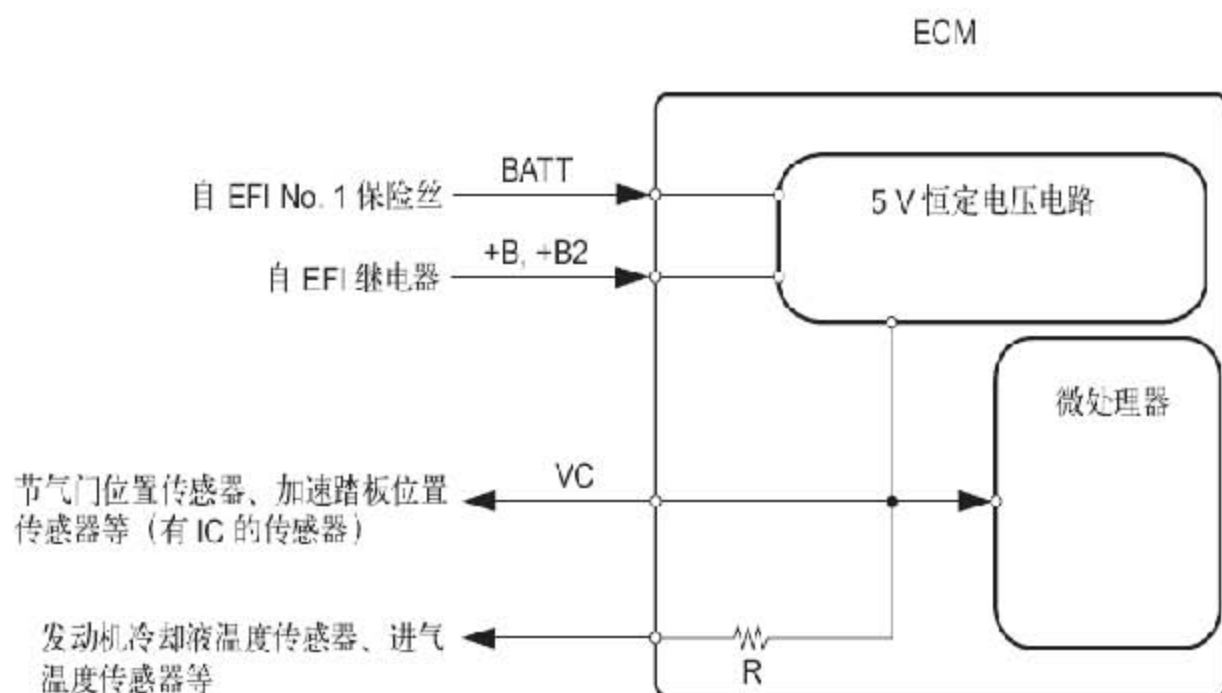 ECM
自 EFI No. 1 保险丝
BATT
5 V 恒定电压电路
自 EFI 继电器
+B, +B2
微处理器
节气门位置传感器、加速踏板位置
传感器等（有 IC 的传感器）
VC
发动机冷却液温度传感器、进气
温度传感器等
R